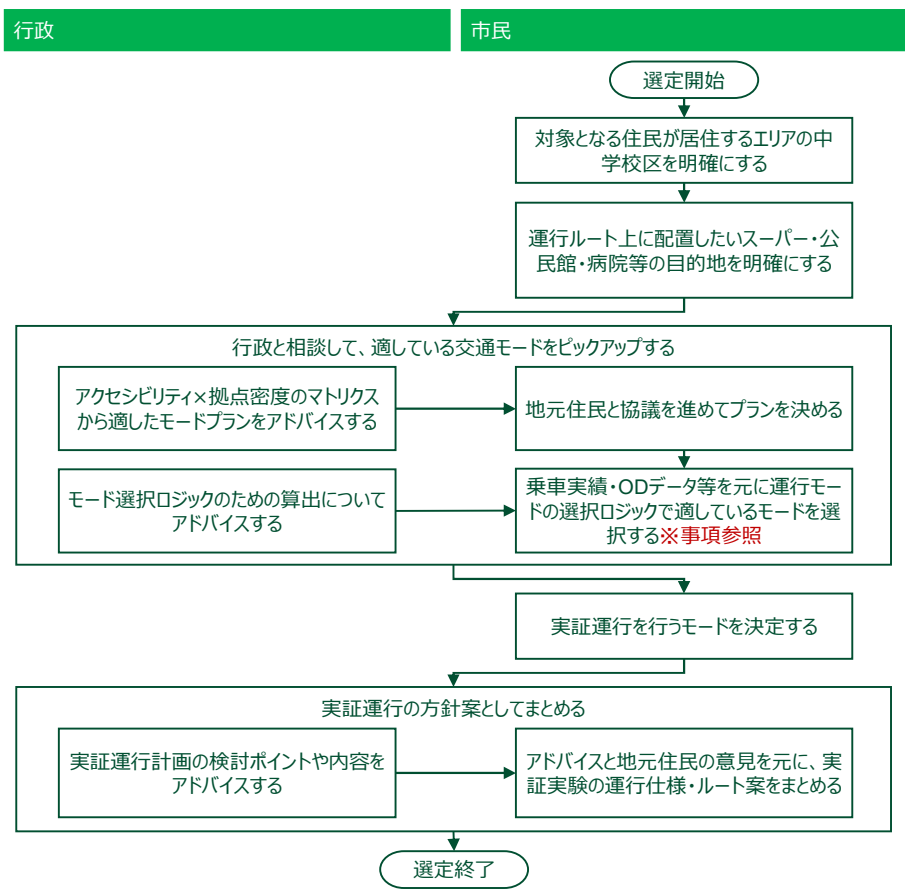 行政
市民
選定開始
対象となる住民が居住するエリアの中
学校区を明確にする
運行ルート上に配置したいスーパー・公
民館・病院等の目的地を明確にする
行政と相談して、適している交通モードをピックアップする
アクセシビリティ×拠点密度のマトリクス
から適したモードプランをアドバイスする
地元住民と協議を進めてプランを決める
モード選択ロジックのための算出について
アドバイスする
乗車実績・ODデータ等を元に運行モー
ドの選択ロジックで適しているモードを選
択する※事項参照
実証運行を行うモードを決定する
実証運行の方針案としてまとめる
実証運行計画の検討ポイントや内容を
アドバイスする
アドバイスと地元住民の意見を元に、実
証実験の運行仕様・ルート案をまとめる
選定終了